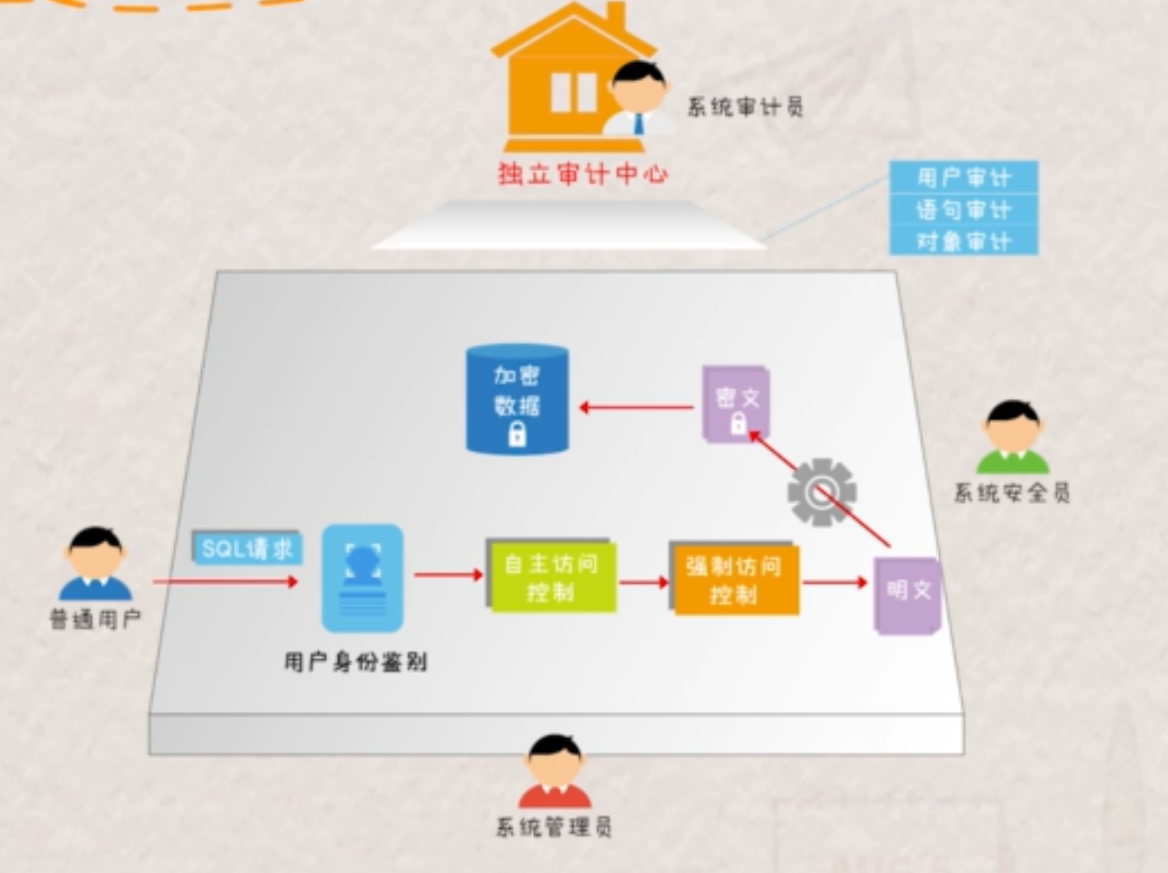 系统审计员
独立审计中心
用户审计
语句审计
对象审计
加密
数据
密文
系统安全员
SQL请求
自主访问
控制
强制访问
控制
明文
普通用户
用户身份鉴别
系统管理员